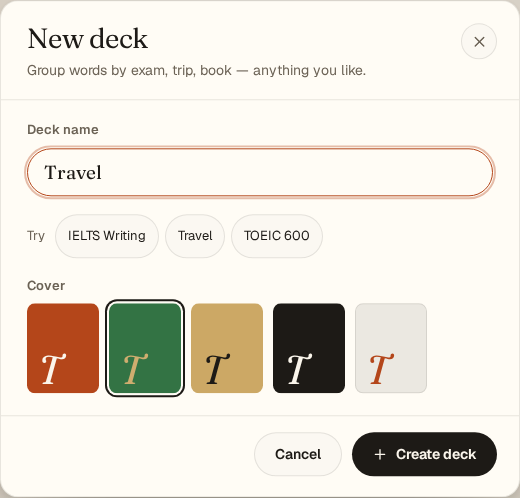 New deck
Group words by exam, trip, book — anything you like.
Deck name
Travel
Try IELTS Writing Travel TOEIC 600
Cover
T T T T T
Cancel + Create deck